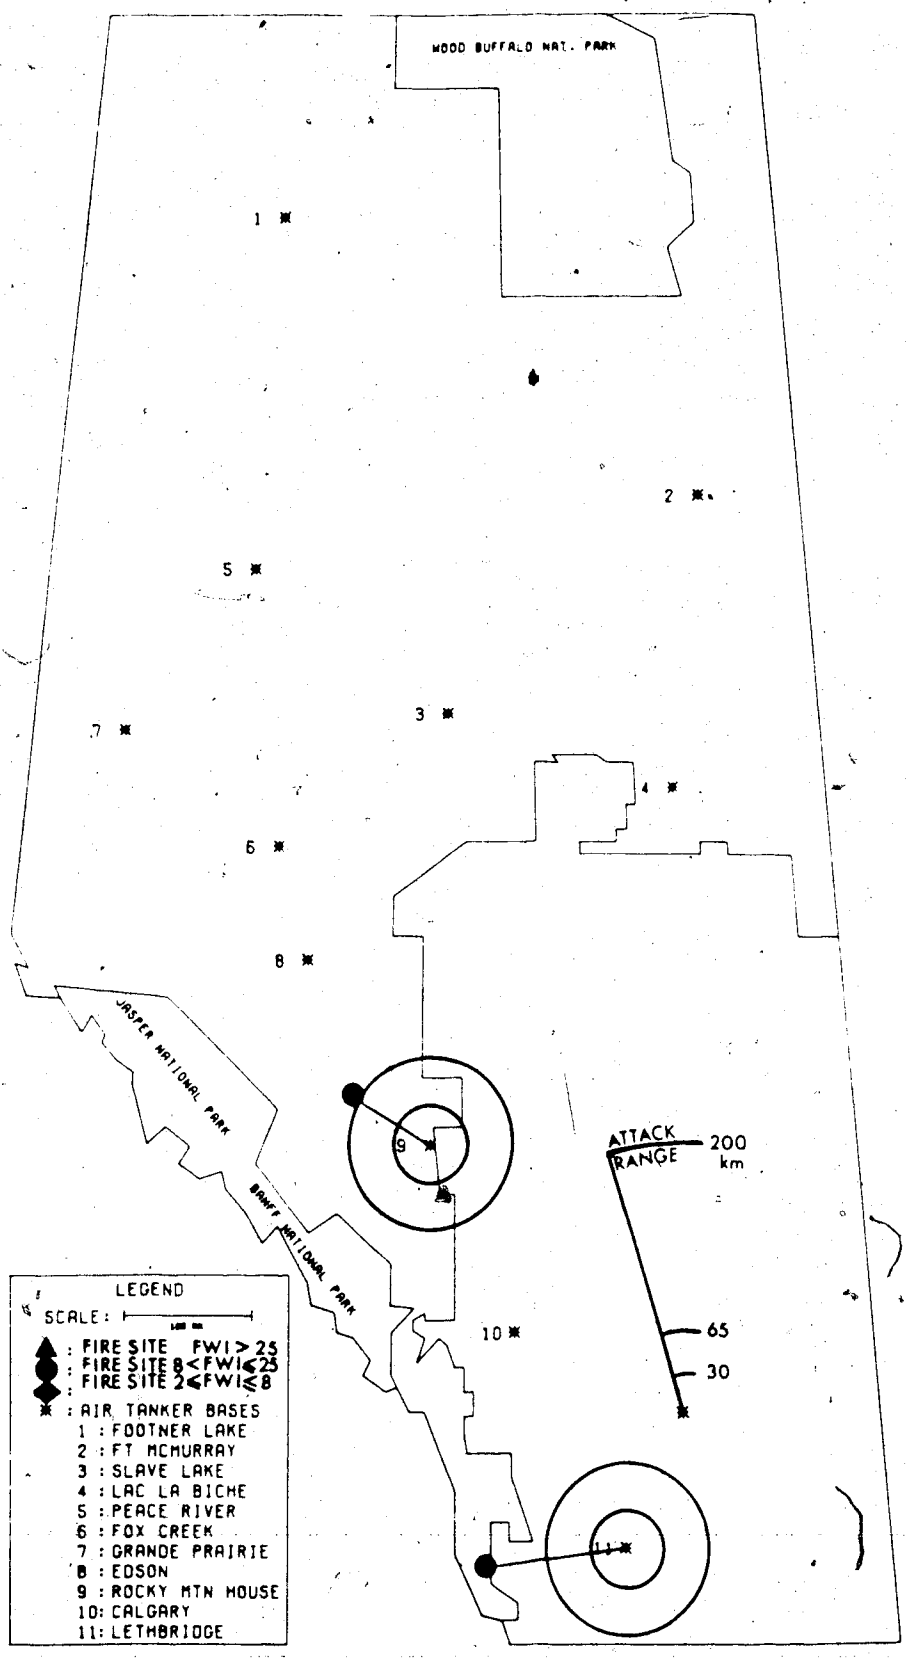 WOOD BUFFALO NAT. PARK
1
2
5
3
7
4
6
8
JASPER NATIONAL PARK
9
ATTACK
RANGE
200
km
BANFF NATIONAL PARK
65
30
10
11
LEGEND
SCALE:
100 KM
: FIRE SITE FWI > 25
: FIRE SITE 8 < FWI ≤ 25
: FIRE SITE 2 ≤ FWI ≤ 8
: AIR TANKER BASES
1 : FOOTNER LAKE
2 : FT MCMURRAY
3 : SLAVE LAKE
4 : LAC LA BICHE
5 : PEACE RIVER
6 : FOX CREEK
7 : GRANDE PRAIRIE
8 : EDSON
9 : ROCKY MTN HOUSE
10: CALGARY
11: LETHBRIDGE